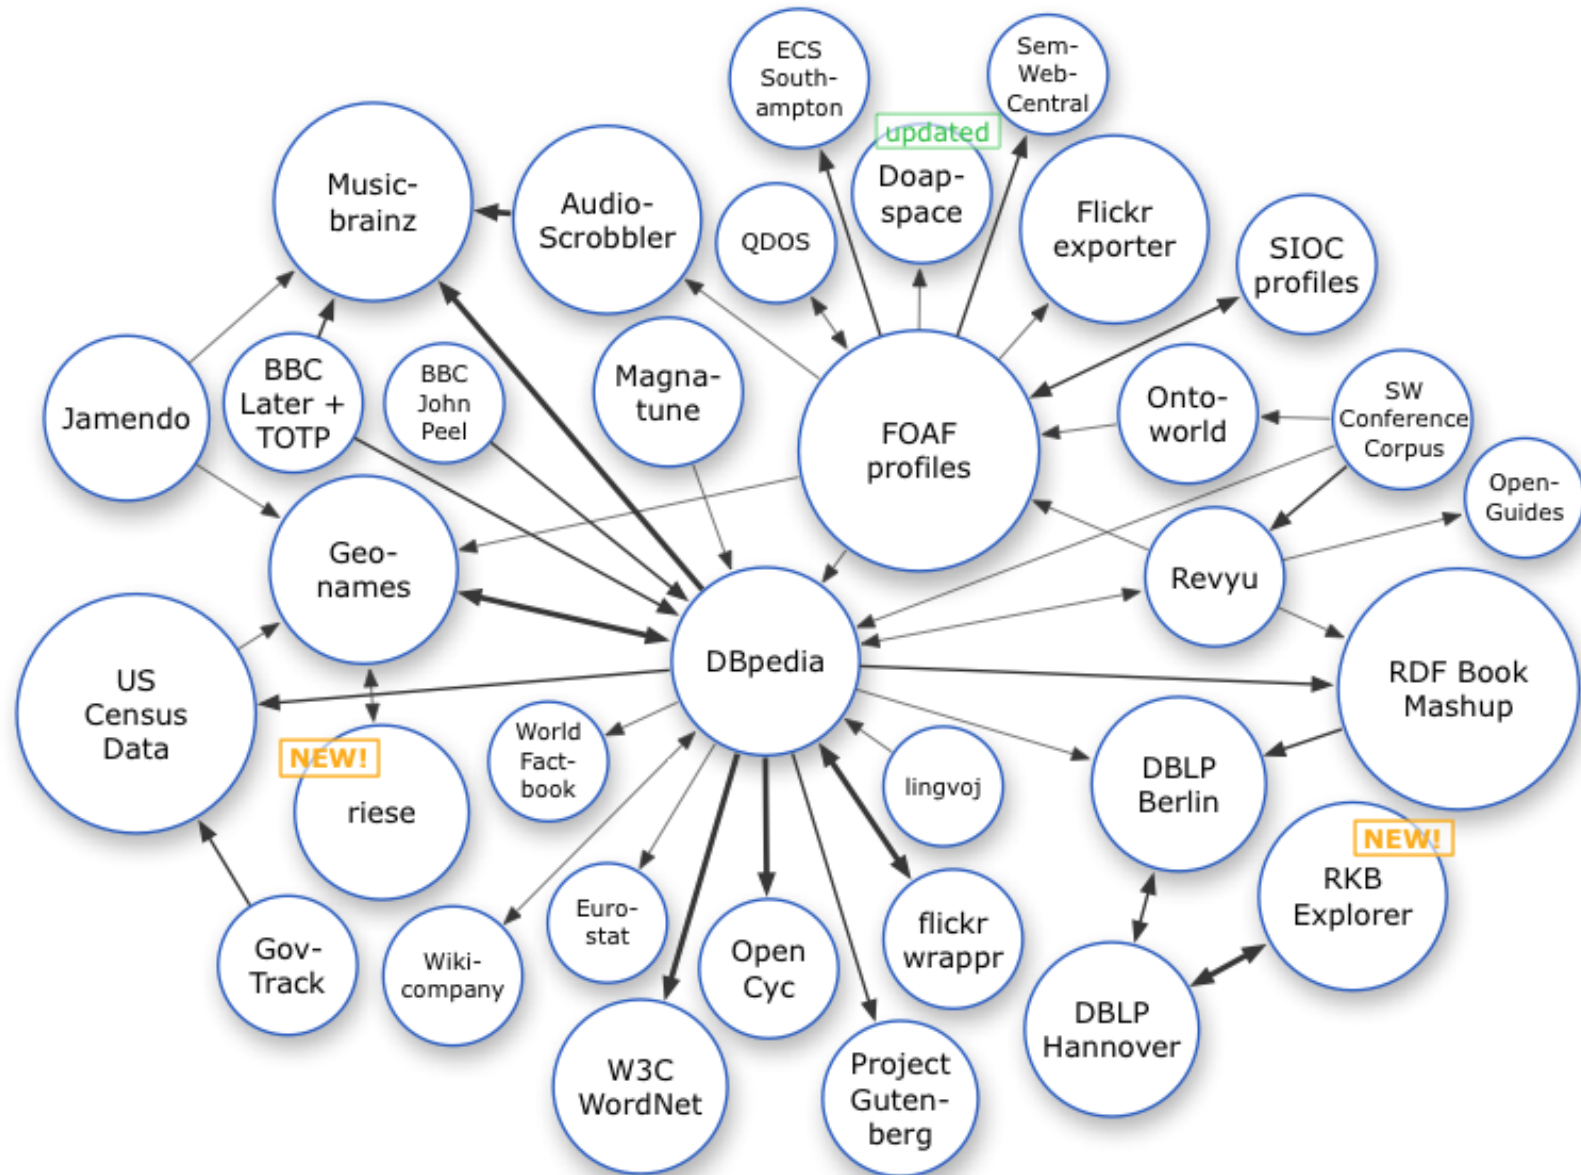 ECS
South-
ampton
Sem-
Web-
Central
updated
Doap-
space
Music-
brainz
Audio-
Scrobbler
QDOS
Flickr
exporter
SIOC
profiles
Jamendo
BBC
Later +
TOTP
BBC
John
Peel
Magna-
tune
FOAF
profiles
Onto-
world
SW
Conference
Corpus
Open-
Guides
Geo-
names
Revyu
US
Census
Data
DBpedia
RDF Book
Mashup
NEW!
riese
World
Fact-
book
lingvoj
DBLP
Berlin
NEW!
RKB
Explorer
Gov-
Track
Wiki-
company
Euro-
stat
Open
Cyc
flickr
wrappr
DBLP
Hannover
W3C
WordNet
Project
Guten-
berg